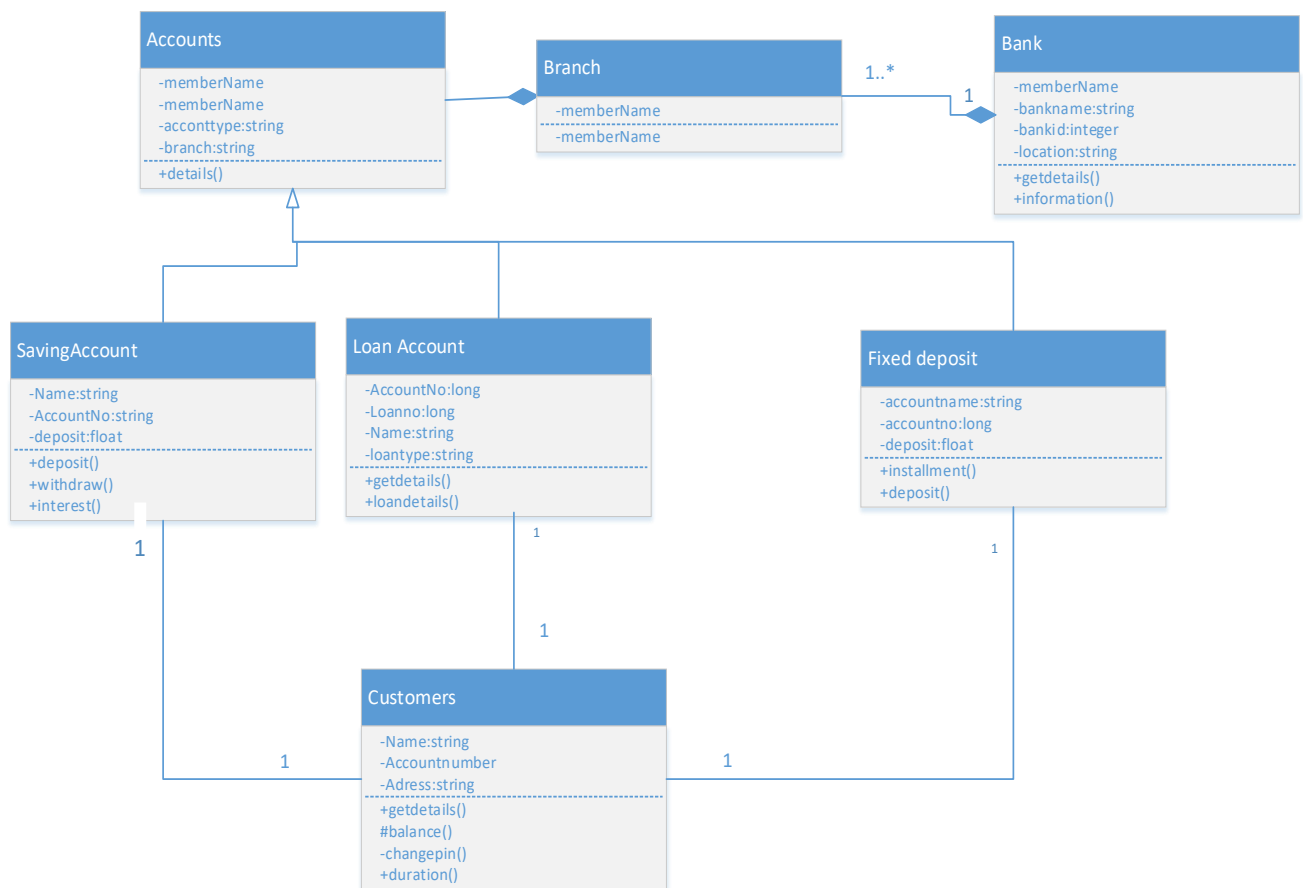 Accounts
-memberName
-memberName
-acconttype:string
-branch:string
+details()
Branch
-memberName
-memberName
1..*
1
Bank
-memberName
-bankname:string
-bankid:integer
-location:string
+getdetails()
+information()
SavingAccount
-Name:string
-AccountNo:string
-deposit:float
+deposit()
+withdraw()
+interest()
1
Loan Account
-AccountNo:long
-Loanno:long
-Name:string
-loantype:string
+getdetails()
+loandetails()
1
1
Fixed deposit
-accountname:string
-accountno:long
-deposit:float
+installment()
+deposit()
1
Customers
-Name:string
-Accountnumber
-Adress:string
+getdetails()
#balance()
-changepin()
+duration()
1
1